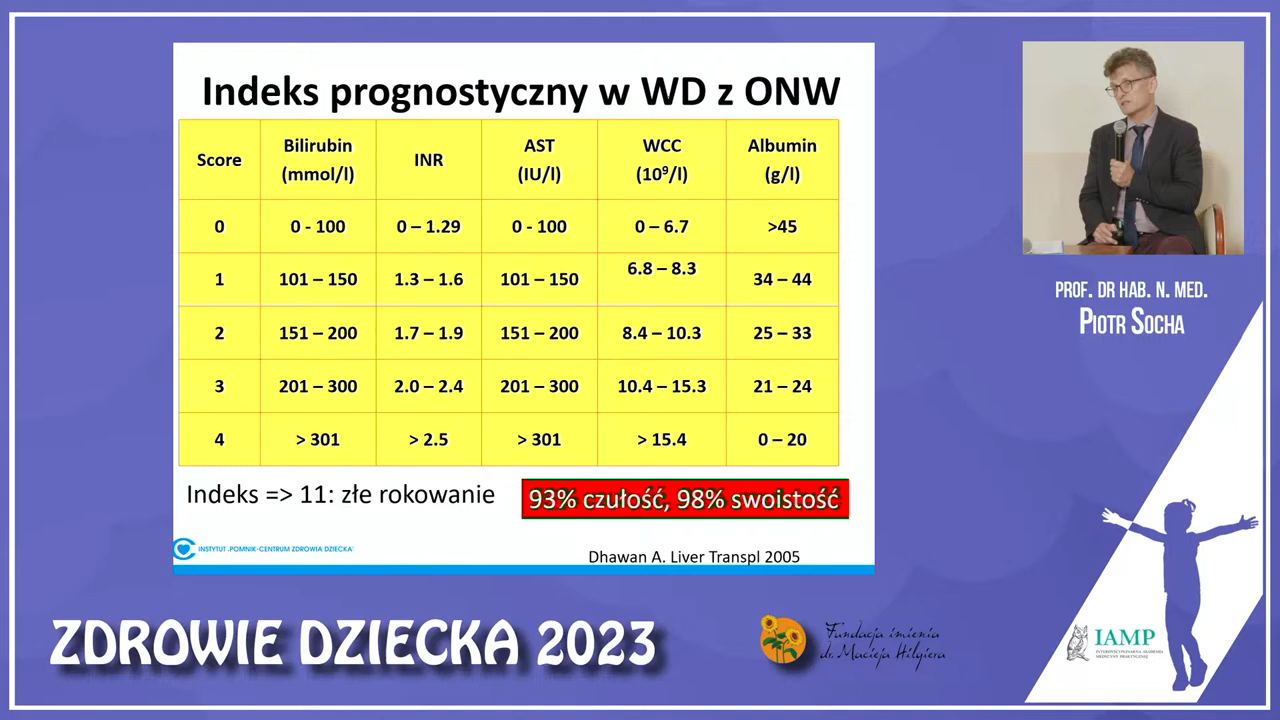 Indeks prognostyczny w WD z ONW
Score Bilirubin (mmol/l) INR AST (IU/l) WCC (10⁹/l) Albumin (g/l)
0 0 - 100 0 – 1.29 0 - 100 0 – 6.7 >45
1 101 – 150 1.3 – 1.6 101 – 150 6.8 – 8.3 34 – 44
2 151 – 200 1.7 – 1.9 151 – 200 8.4 – 10.3 25 – 33
3 201 – 300 2.0 – 2.4 201 – 300 10.4 – 15.3 21 – 24
4 > 301 > 2.5 > 301 > 15.4 0 – 20
Indeks => 11: złe rokowanie
93% czułość, 98% swoistość
INSTYTUT „POMNIK-CENTRUM ZDROWIA DZIECKA"
Dhawan A. Liver Transpl 2005
PROF. DR HAB. N. MED.
PIOTR SOCHA
ZDROWIE DZIECKA 2023
Fundacja imienia
dr. Macieja Hilgiera
IAMP
INTERDYSCYPLINARNA AKADEMIA
MEDYCYNY PRAKTYCZNEJ